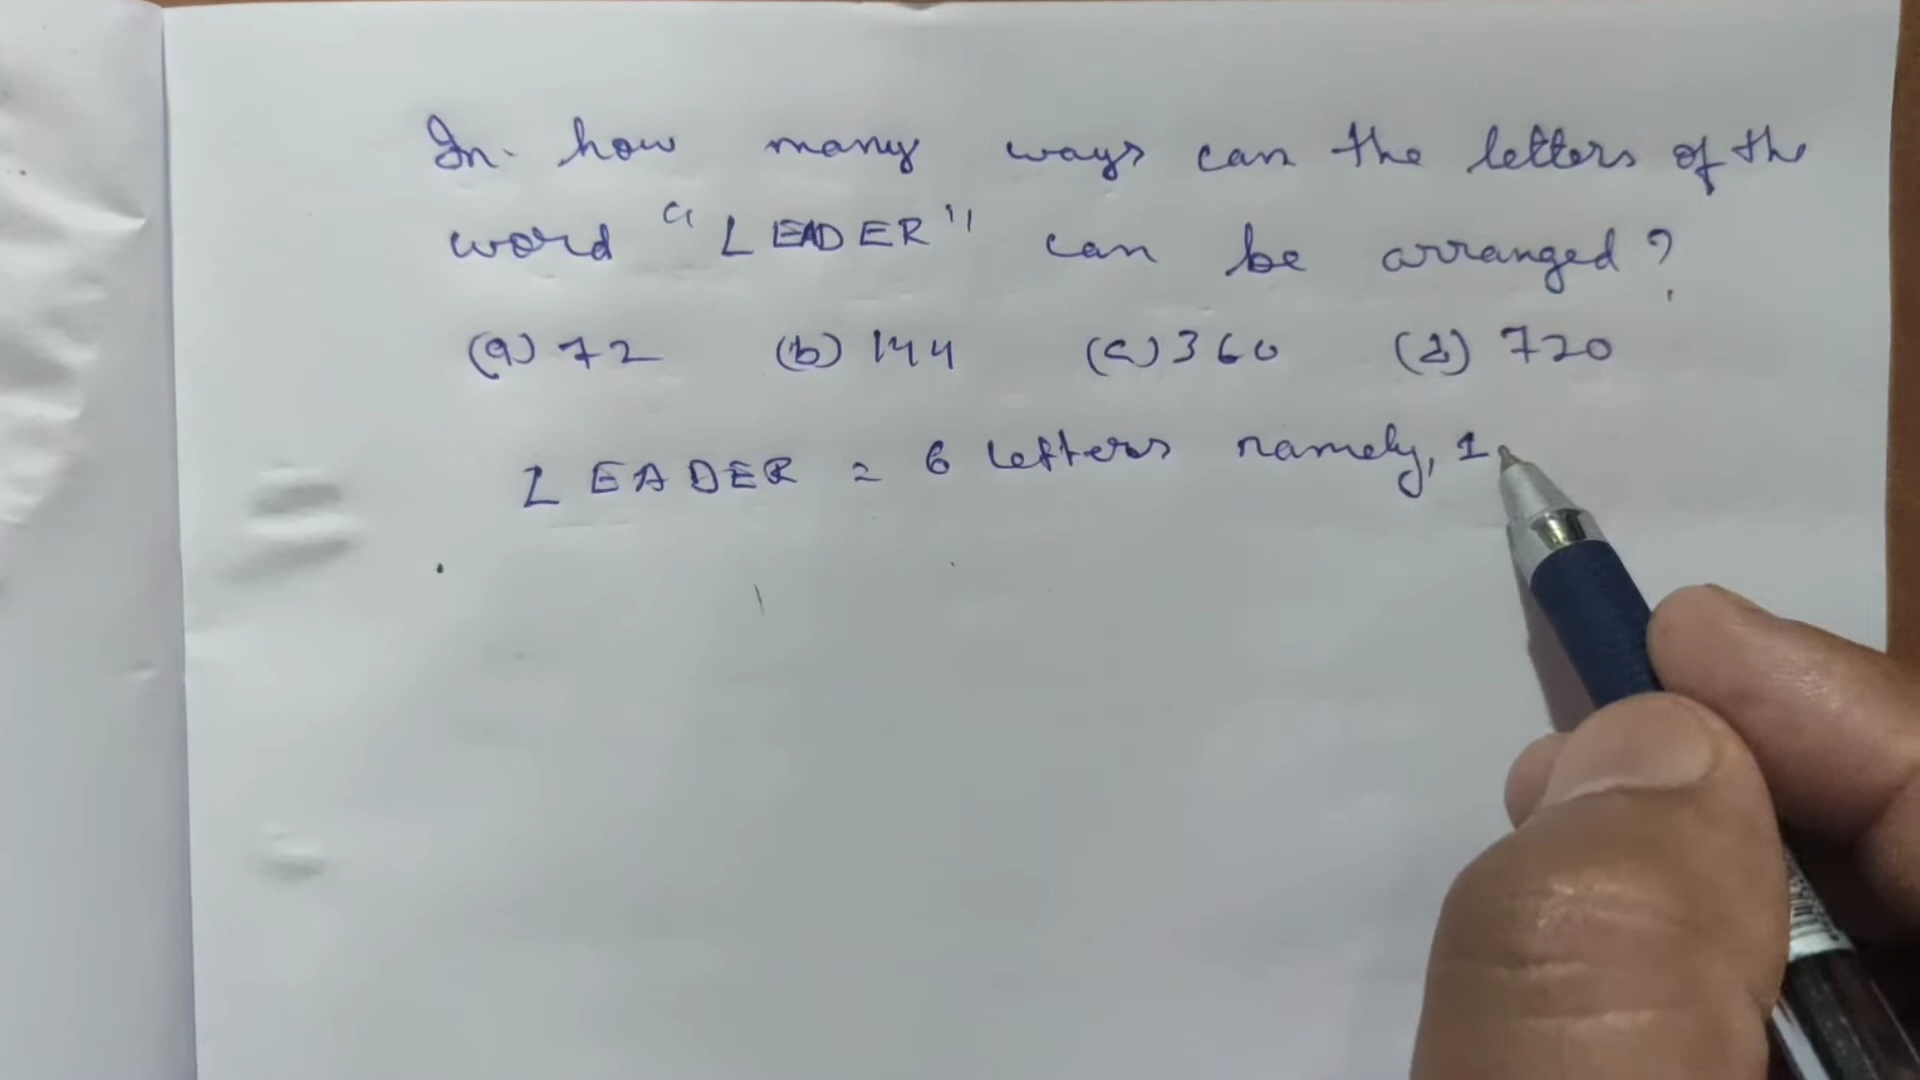 In how many ways can the letters of the
word "LEADER" can be arranged?
(a) 72 (b) 144 (c) 360 (d) 720
LEADER = 6 letters namely, 1